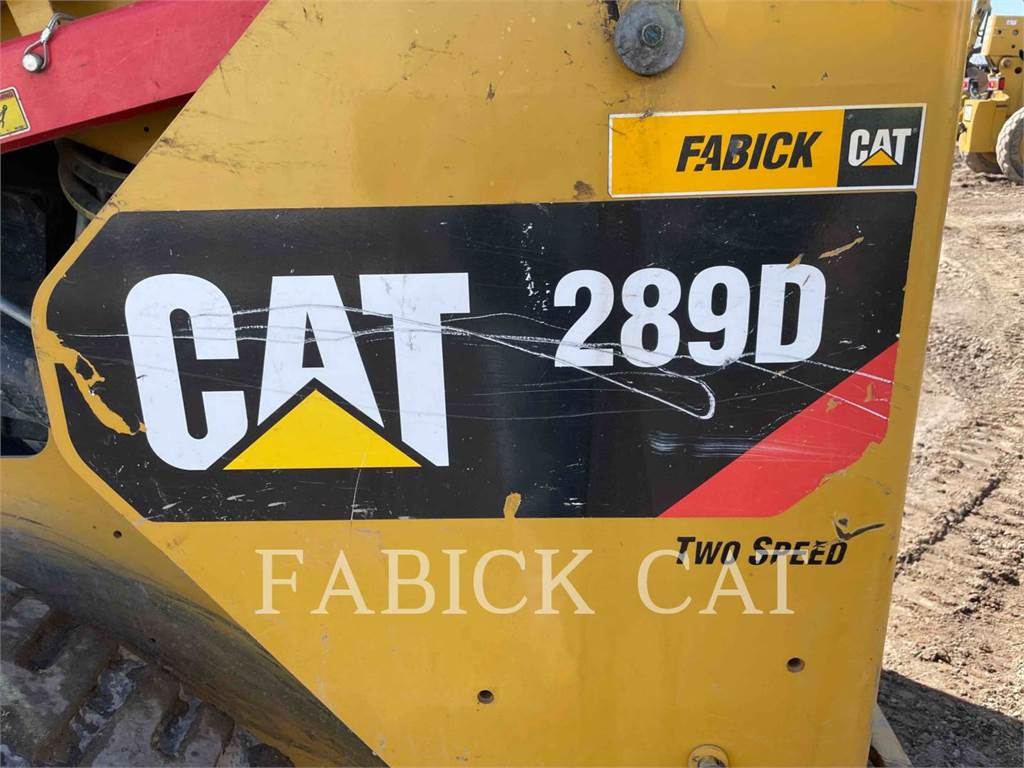 FABICK CAT
CAT 289D
TWO SPEED
FABICK CAT